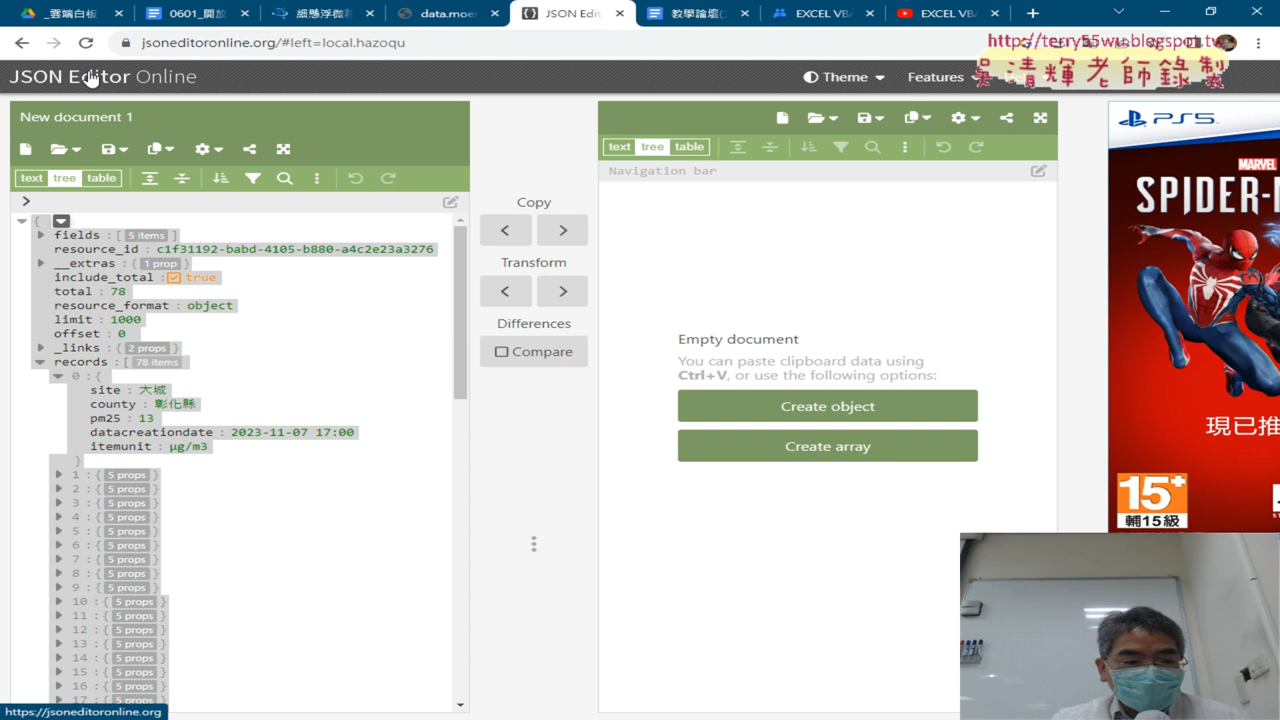 _雲端白板
0601_開放
細懸浮微
data.moen
JSON Edit
教學論壇(2
EXCEL VBA
EXCEL VBA
jsoneditoronline.org/#left=local.hazoqu
http://terry55wu.blogspot.tw
吳清輝老師錄製
JSON Editor Online
Theme
Features
New document 1
text tree table
fields : [ 5 items ]
resource_id : c1f31192-babd-4105-b880-a4c2e23a3276
__extras : { 1 prop }
include_total : true
total : 78
resource_format : object
limit : 1000
offset : 0
_links : { 2 props }
records : [ 78 items ]
0 : {
site : 大城
county : 彰化縣
pm25 : 13
datacreationdate : 2023-11-07 17:00
itemunit : μg/m3
}
1 : { 5 props }
2 : { 5 props }
3 : { 5 props }
4 : { 5 props }
5 : { 5 props }
6 : { 5 props }
7 : { 5 props }
8 : { 5 props }
9 : { 5 props }
10 : { 5 props }
11 : { 5 props }
12 : { 5 props }
13 : { 5 props }
14 : { 5 props }
15 : { 5 props }
16 : { 5 props }
17 : { 5 props }
https://jsoneditoronline.org
Copy
Transform
Differences
Compare
text tree table
Navigation bar
Empty document
You can paste clipboard data using
Ctrl+V, or use the following options:
Create object
Create array
PS5
MARVEL
SPIDER-M
現已推
15+
輔15級